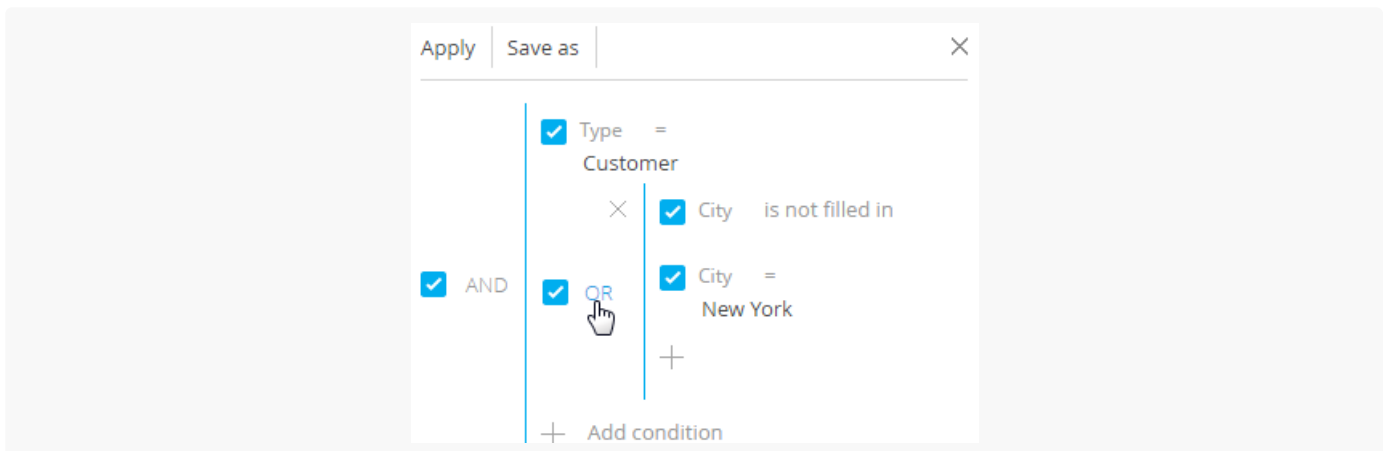 Apply Save as
Type =
Customer
City is not filled in
City =
AND
OR
New York
Add condition